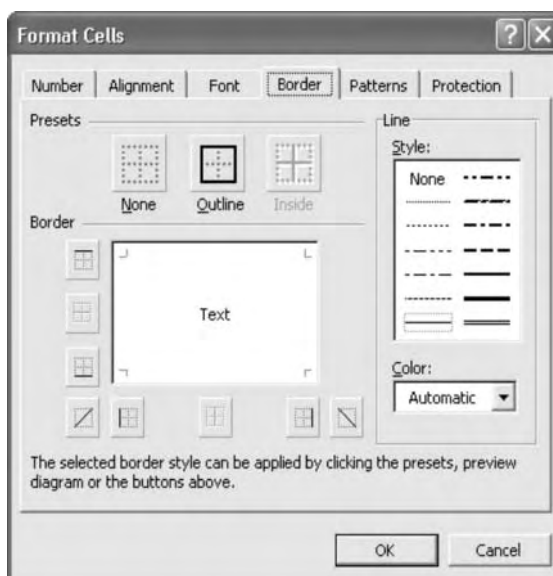 Format Cells
Number Alignment Font Border Patterns Protection
Presets
None Outline Inside
Border
Text
Line
Style:
None
Color:
Automatic
The selected border style can be applied by clicking the presets, preview
diagram or the buttons above.
OK Cancel